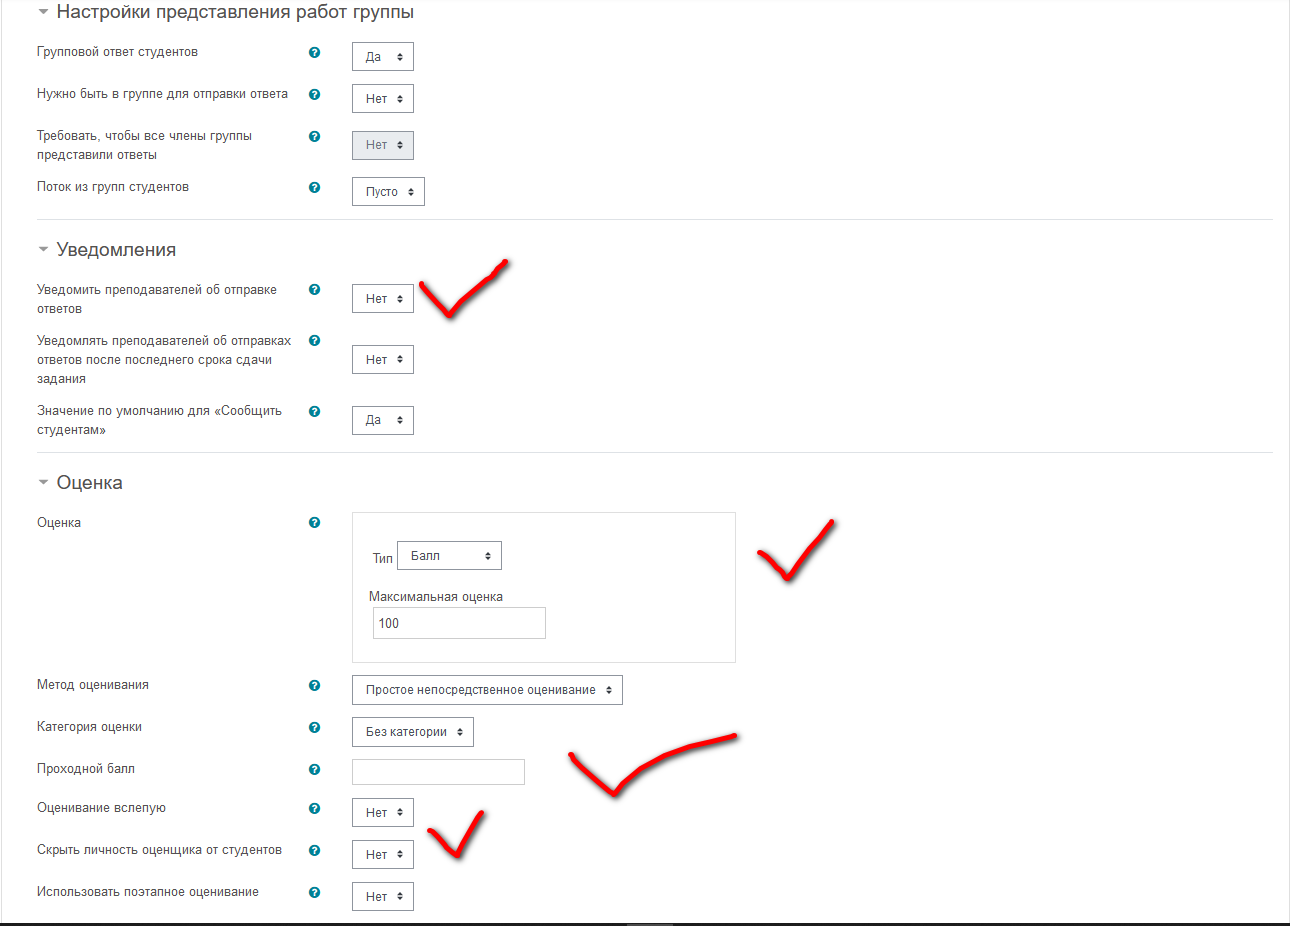 Настройки представления работ группы
Групповой ответ студентов ? Да
Нужно быть в группе для отправки ответа ? Нет
Требовать, чтобы все члены группы ? Нет
представили ответы
Поток из групп студентов ? Пусто
Уведомления
Уведомить преподавателей об отправке ? Нет
ответов
Уведомлять преподавателей об отправках ? Нет
ответов после последнего срока сдачи
задания
Значение по умолчанию для «Сообщить ? Да
студентам»
Оценка
Оценка ?
Тип Балл
Максимальная оценка
100
Метод оценивания ? Простое непосредственное оценивание
Категория оценки ? Без категории
Проходной балл ?
Оценивание вслепую ? Нет
Скрыть личность оценщика от студентов ? Нет
Использовать поэтапное оценивание ? Нет